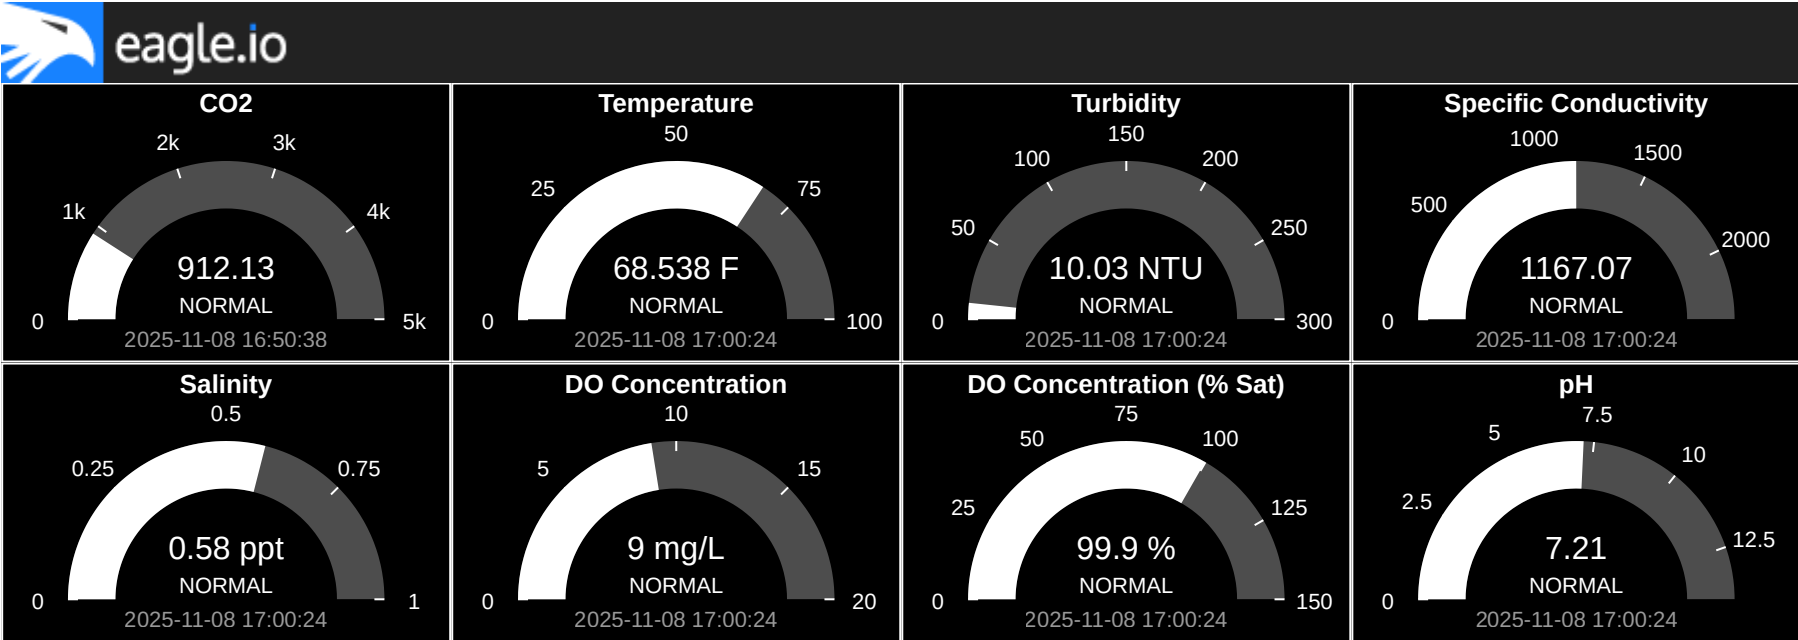 eagle.io
CO2
2k
3k
1k
4k
912.13
NORMAL
0
5k
2025-11-08 16:50:38
Temperature
50
25
75
68.538 F
NORMAL
0
100
2025-11-08 17:00:24
Turbidity
150
100
200
50
250
10.03 NTU
NORMAL
0
300
2025-11-08 17:00:24
Specific Conductivity
1000
1500
500
2000
1167.07
NORMAL
0
2025-11-08 17:00:24
Salinity
0.5
0.25
0.75
0.58 ppt
NORMAL
0
1
2025-11-08 17:00:24
DO Concentration
10
5
15
9 mg/L
NORMAL
0
20
2025-11-08 17:00:24
DO Concentration (% Sat)
75
50
100
25
125
99.9 %
NORMAL
0
150
2025-11-08 17:00:24
pH
7.5
5
10
2.5
12.5
7.21
NORMAL
0
2025-11-08 17:00:24